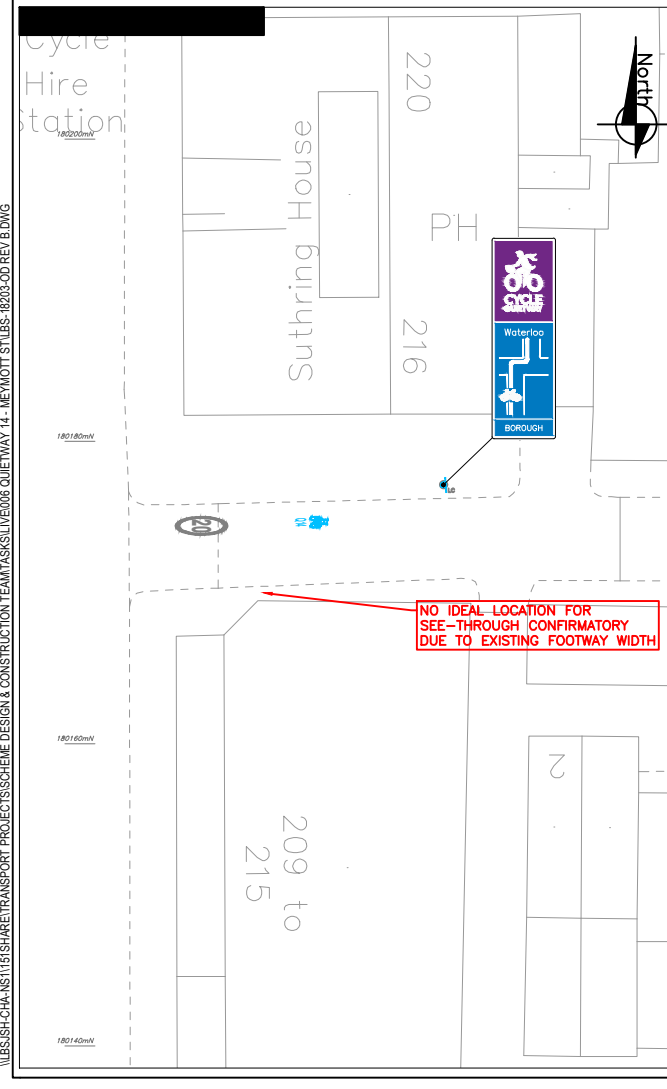 Cycle
Hire
Station
180200mN
Suthring House
220
PH
216
North
CYCLE
Waterloo
BOROUGH
180180mN
LC
20
NO IDEAL LOCATION FOR
SEE-THROUGH CONFIRMATORY
DUE TO EXISTING FOOTWAY WIDTH
180160mN
209 to
215
2
180140mN
\\LBSJSH-CHA-NS1\151SHARE\TRANSPORT PROJECTS\SCHEME DESIGN & CONSTRUCTION TEAM\TASKS\LIVE\006 QUIETWAY 14 - MEYMOTT ST\LBS-18203-OD REV B.DWG